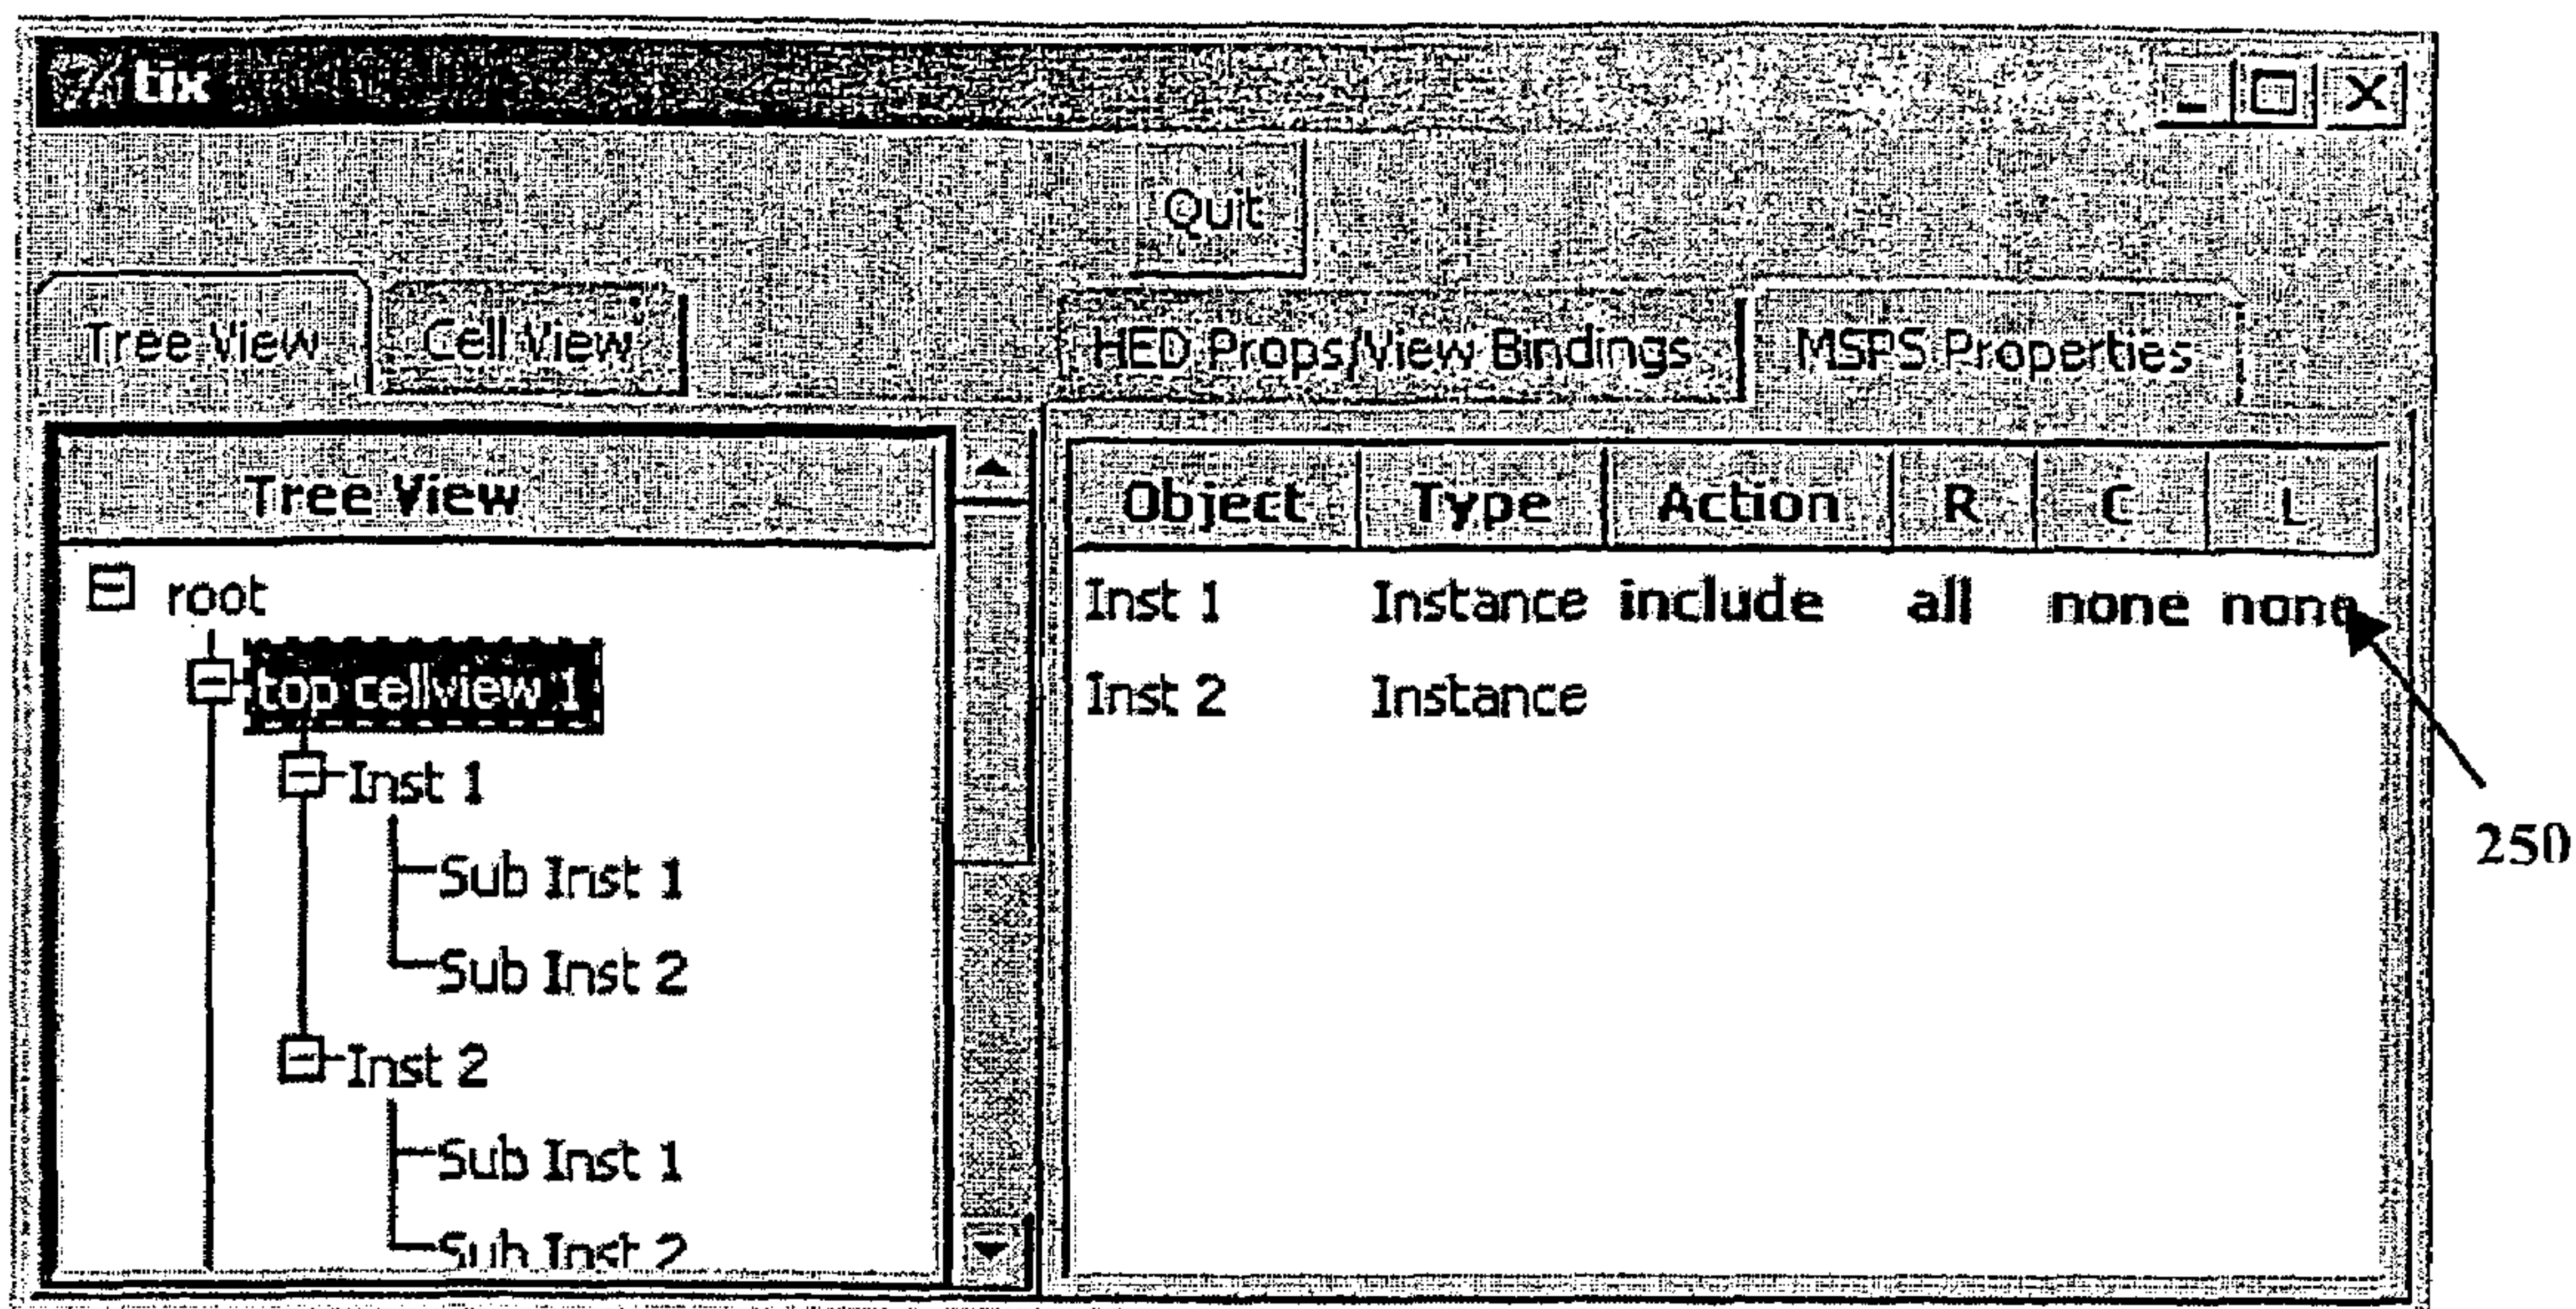 tix
Quit
Tree View Cell View HED Props/View Bindings MSPS Properties
Tree View
Object Type Action R C L
root
top cellview 1
Inst 1
Sub Inst 1
Sub Inst 2
Inst 2
Sub Inst 1
Sub Inst 2
Inst 1 Instance include all none none
Inst 2 Instance
250